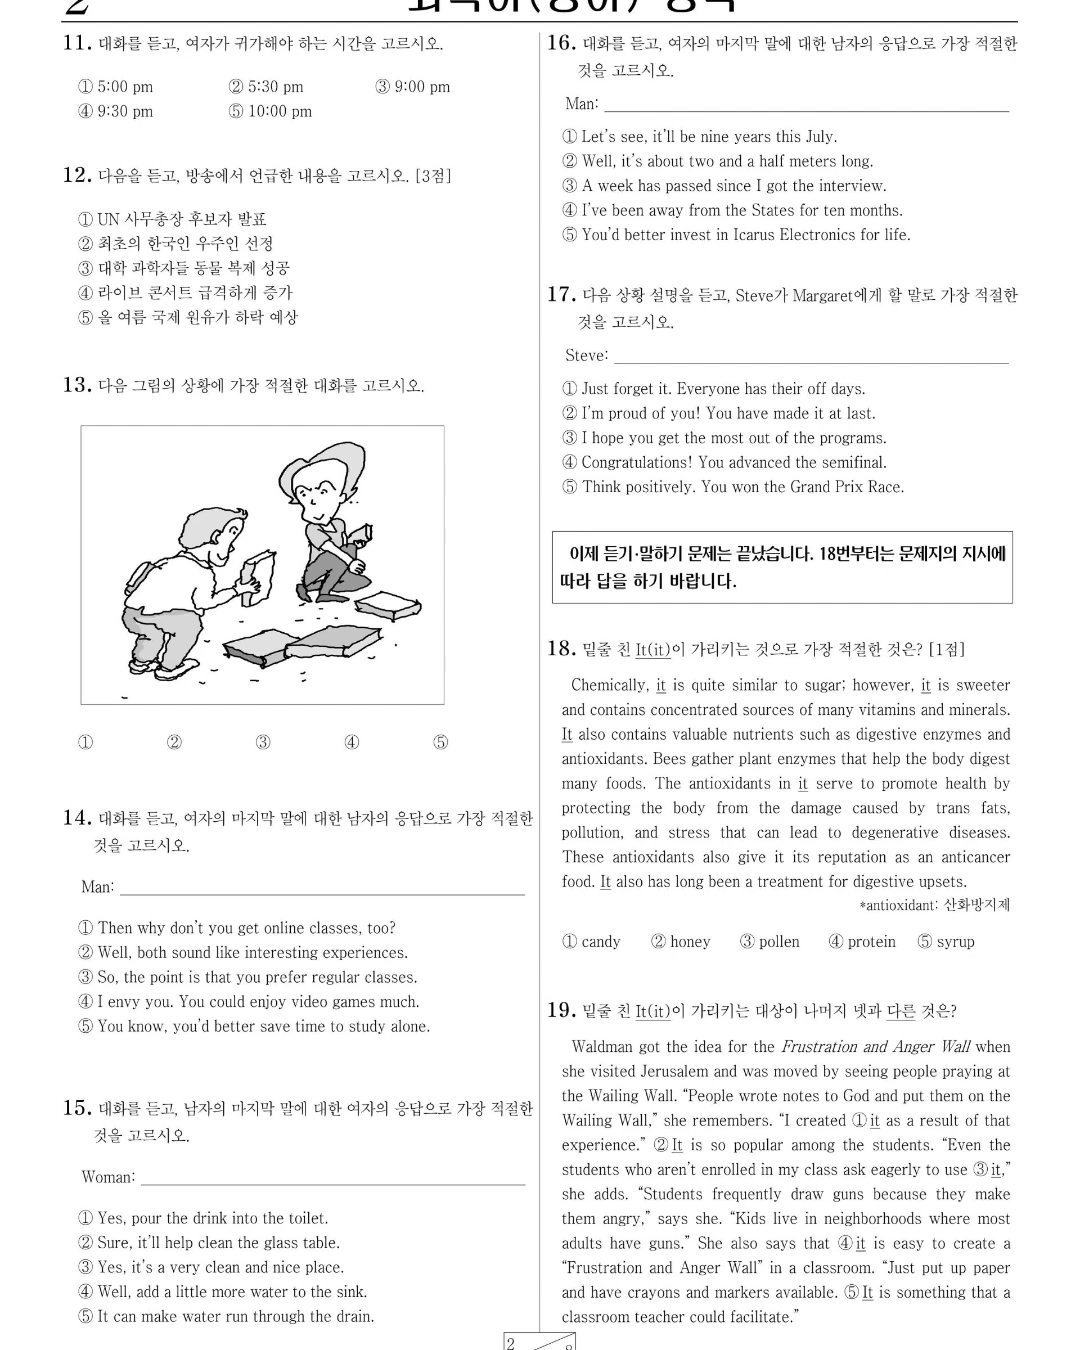 2
외국어(영어) 영역
11. 대화를 듣고, 여자가 귀가해야 하는 시간을 고르시오.
① 5:00 pm ② 5:30 pm ③ 9:00 pm
④ 9:30 pm ⑤ 10:00 pm
12. 다음을 듣고, 방송에서 언급한 내용을 고르시오. [3점]
① UN 사무총장 후보자 발표
② 최초의 한국인 우주인 선정
③ 대학 과학자들 동물 복제 성공
④ 라이브 콘서트 급격하게 증가
⑤ 올 여름 국제 원유가 하락 예상
13. 다음 그림의 상황에 가장 적절한 대화를 고르시오.
① ② ③ ④ ⑤
14. 대화를 듣고, 여자의 마지막 말에 대한 남자의 응답으로 가장 적절한
것을 고르시오.
Man:
① Then why don't you get online classes, too?
② Well, both sound like interesting experiences.
③ So, the point is that you prefer regular classes.
④ I envy you. You could enjoy video games much.
⑤ You know, you'd better save time to study alone.
15. 대화를 듣고, 남자의 마지막 말에 대한 여자의 응답으로 가장 적절한
것을 고르시오.
Woman:
① Yes, pour the drink into the toilet.
② Sure, it'll help clean the glass table.
③ Yes, it's a very clean and nice place.
④ Well, add a little more water to the sink.
⑤ It can make water run through the drain.
16. 대화를 듣고, 여자의 마지막 말에 대한 남자의 응답으로 가장 적절한
것을 고르시오.
Man:
① Let's see, it'll be nine years this July.
② Well, it's about two and a half meters long.
③ A week has passed since I got the interview.
④ I've been away from the States for ten months.
⑤ You'd better invest in Icarus Electronics for life.
17. 다음 상황 설명을 듣고, Steve가 Margaret에게 할 말로 가장 적절한
것을 고르시오.
Steve:
① Just forget it. Everyone has their off days.
② I'm proud of you! You have made it at last.
③ I hope you get the most out of the programs.
④ Congratulations! You advanced the semifinal.
⑤ Think positively. You won the Grand Prix Race.
이제 듣기·말하기 문제는 끝났습니다. 18번부터는 문제지의 지시에
따라 답을 하기 바랍니다.
18. 밑줄 친 It(it)이 가리키는 것으로 가장 적절한 것은? [1점]
Chemically, it is quite similar to sugar; however, it is sweeter
and contains concentrated sources of many vitamins and minerals.
It also contains valuable nutrients such as digestive enzymes and
antioxidants. Bees gather plant enzymes that help the body digest
many foods. The antioxidants in it serve to promote health by
protecting the body from the damage caused by trans fats,
pollution, and stress that can lead to degenerative diseases.
These antioxidants also give it its reputation as an anticancer
food. It also has long been a treatment for digestive upsets.
*antioxidant: 산화방지제
① candy ② honey ③ pollen ④ protein ⑤ syrup
19. 밑줄 친 It(it)이 가리키는 대상이 나머지 넷과 다른 것은?
Waldman got the idea for the Frustration and Anger Wall when
she visited Jerusalem and was moved by seeing people praying at
the Wailing Wall. “People wrote notes to God and put them on the
Wailing Wall,” she remembers. “I created ① it as a result of that
experience.” ② It is so popular among the students. “Even the
students who aren't enrolled in my class ask eagerly to use ③ it,”
she adds. “Students frequently draw guns because they make
them angry,” says she. “Kids live in neighborhoods where most
adults have guns.” She also says that ④ it is easy to create a
“Frustration and Anger Wall” in a classroom. “Just put up paper
and have crayons and markers available. ⑤ It is something that a
classroom teacher could facilitate.”
2 8